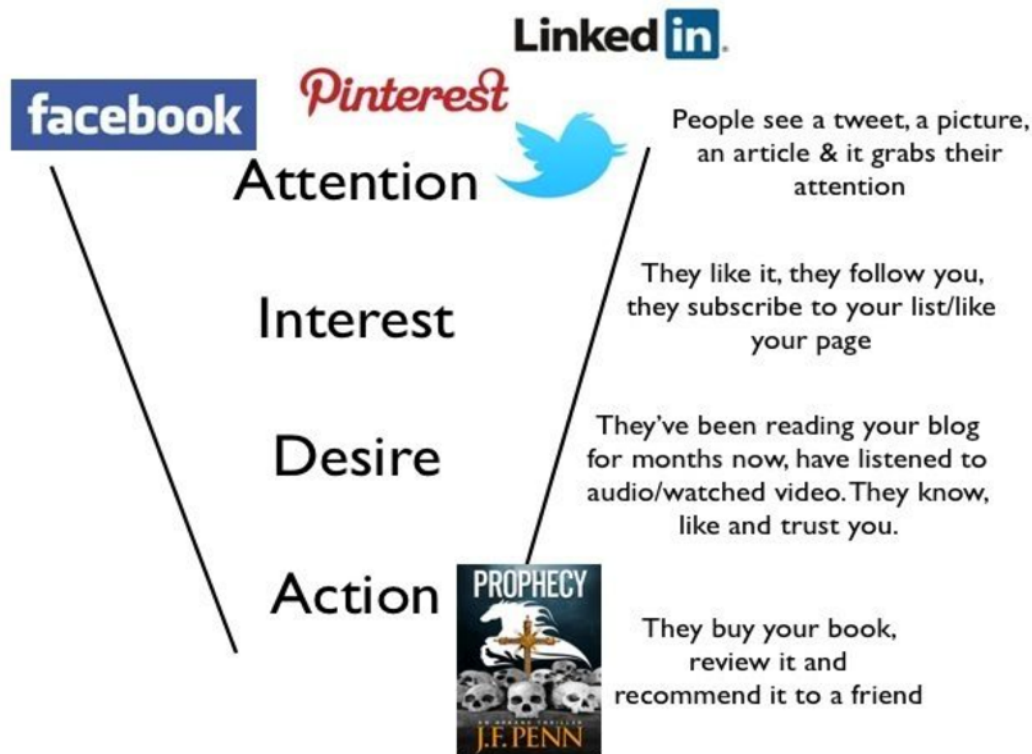 Linked in.
Pinterest
facebook
Attention
People see a tweet, a picture,
an article & it grabs their
attention
Interest
They like it, they follow you,
they subscribe to your list/like
your page
Desire
They've been reading your blog
for months now, have listened to
audio/watched video. They know,
like and trust you.
Action
PROPHECY
AN ARKANE THRILLER
J.F. PENN
They buy your book,
review it and
recommend it to a friend